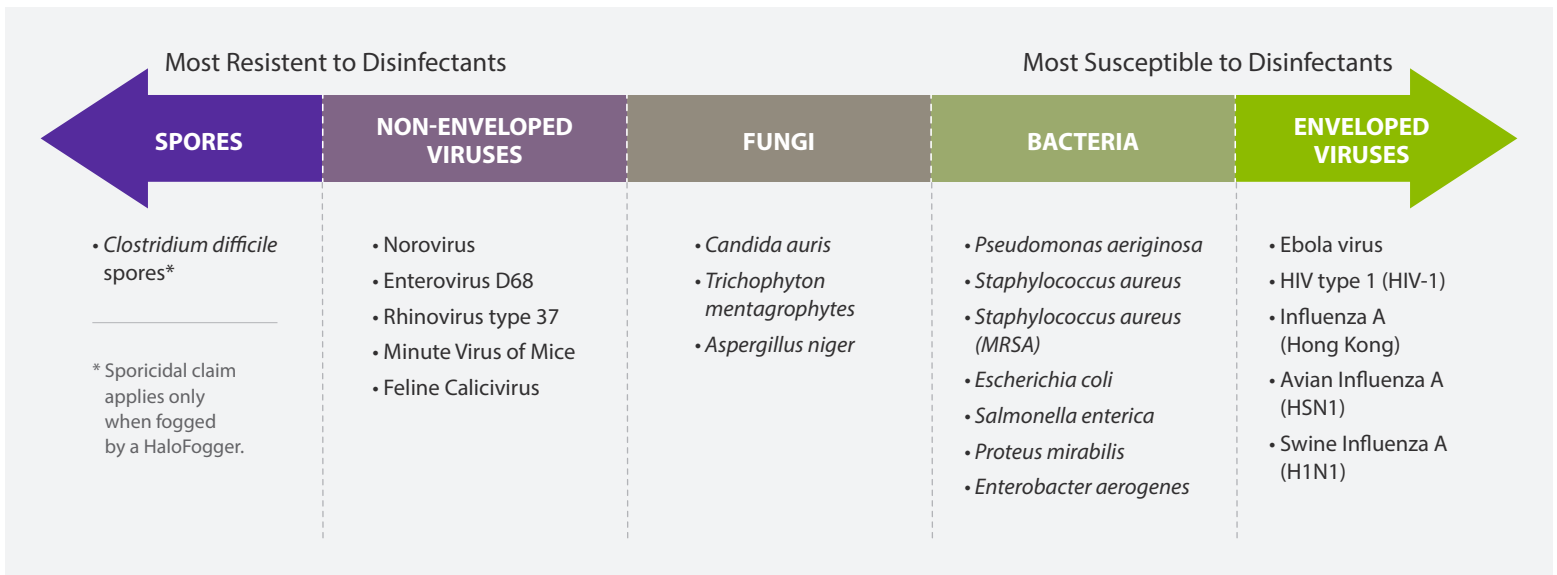 Most Resistent to Disinfectants
Most Susceptible to Disinfectants
SPORES
NON-ENVELOPED
VIRUSES
FUNGI
BACTERIA
ENVELOPED
VIRUSES
• Clostridium difficile
spores*
* Sporicidal claim
applies only
when fogged
by a HaloFogger.
• Norovirus
• Enterovirus D68
• Rhinovirus type 37
• Minute Virus of Mice
• Feline Calicivirus
• Candida auris
• Trichophyton
mentagrophytes
• Aspergillus niger
• Pseudomonas aeriginosa
• Staphylococcus aureus
• Staphylococcus aureus
(MRSA)
• Escherichia coli
• Salmonella enterica
• Proteus mirabilis
• Enterobacter aerogenes
• Ebola virus
• HIV type 1 (HIV-1)
• Influenza A
(Hong Kong)
• Avian Influenza A
(HSN1)
• Swine Influenza A
(H1N1)